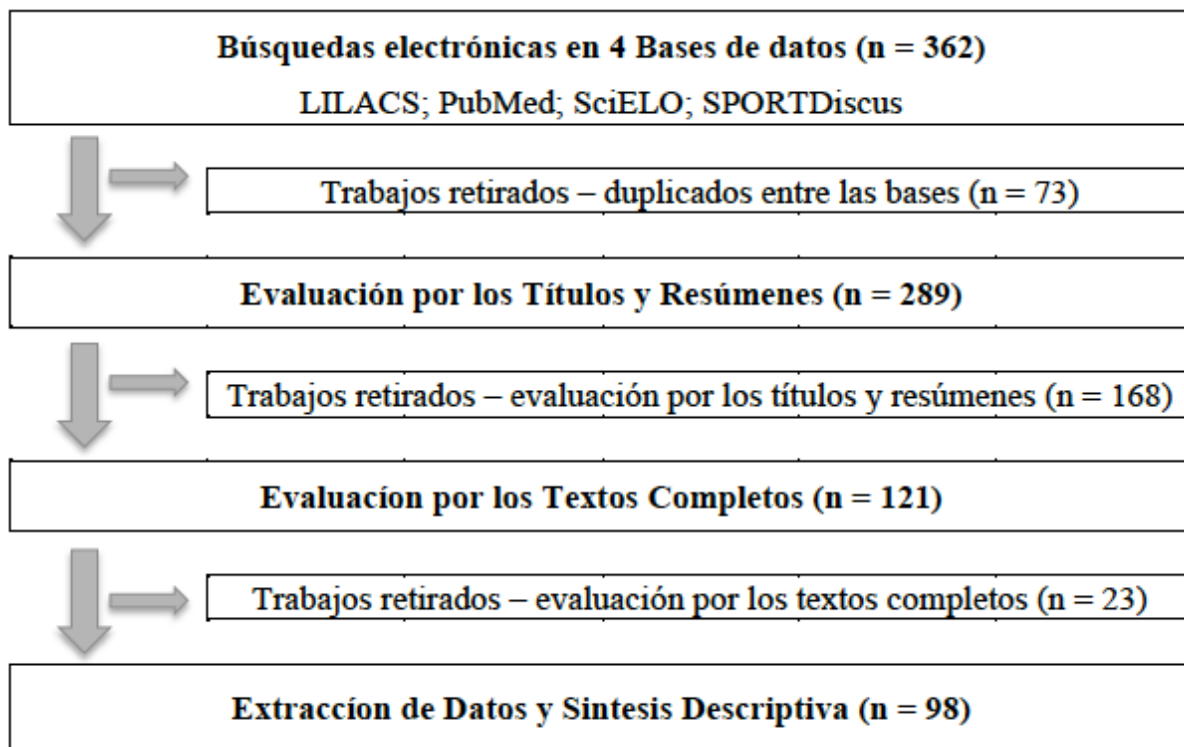 Búsquedas electrónicas en 4 Bases de datos (n = 362)
LILACS; PubMed; SciELO; SPORTDiscus
Trabajos retirados – duplicados entre las bases (n = 73)
Evaluación por los Títulos y Resúmenes (n = 289)
Trabajos retirados – evaluación por los títulos y resúmenes (n = 168)
Evaluacíon por los Textos Completos (n = 121)
Trabajos retirados – evaluación por los textos completos (n = 23)
Extraccíon de Datos y Sintesis Descriptiva (n = 98)